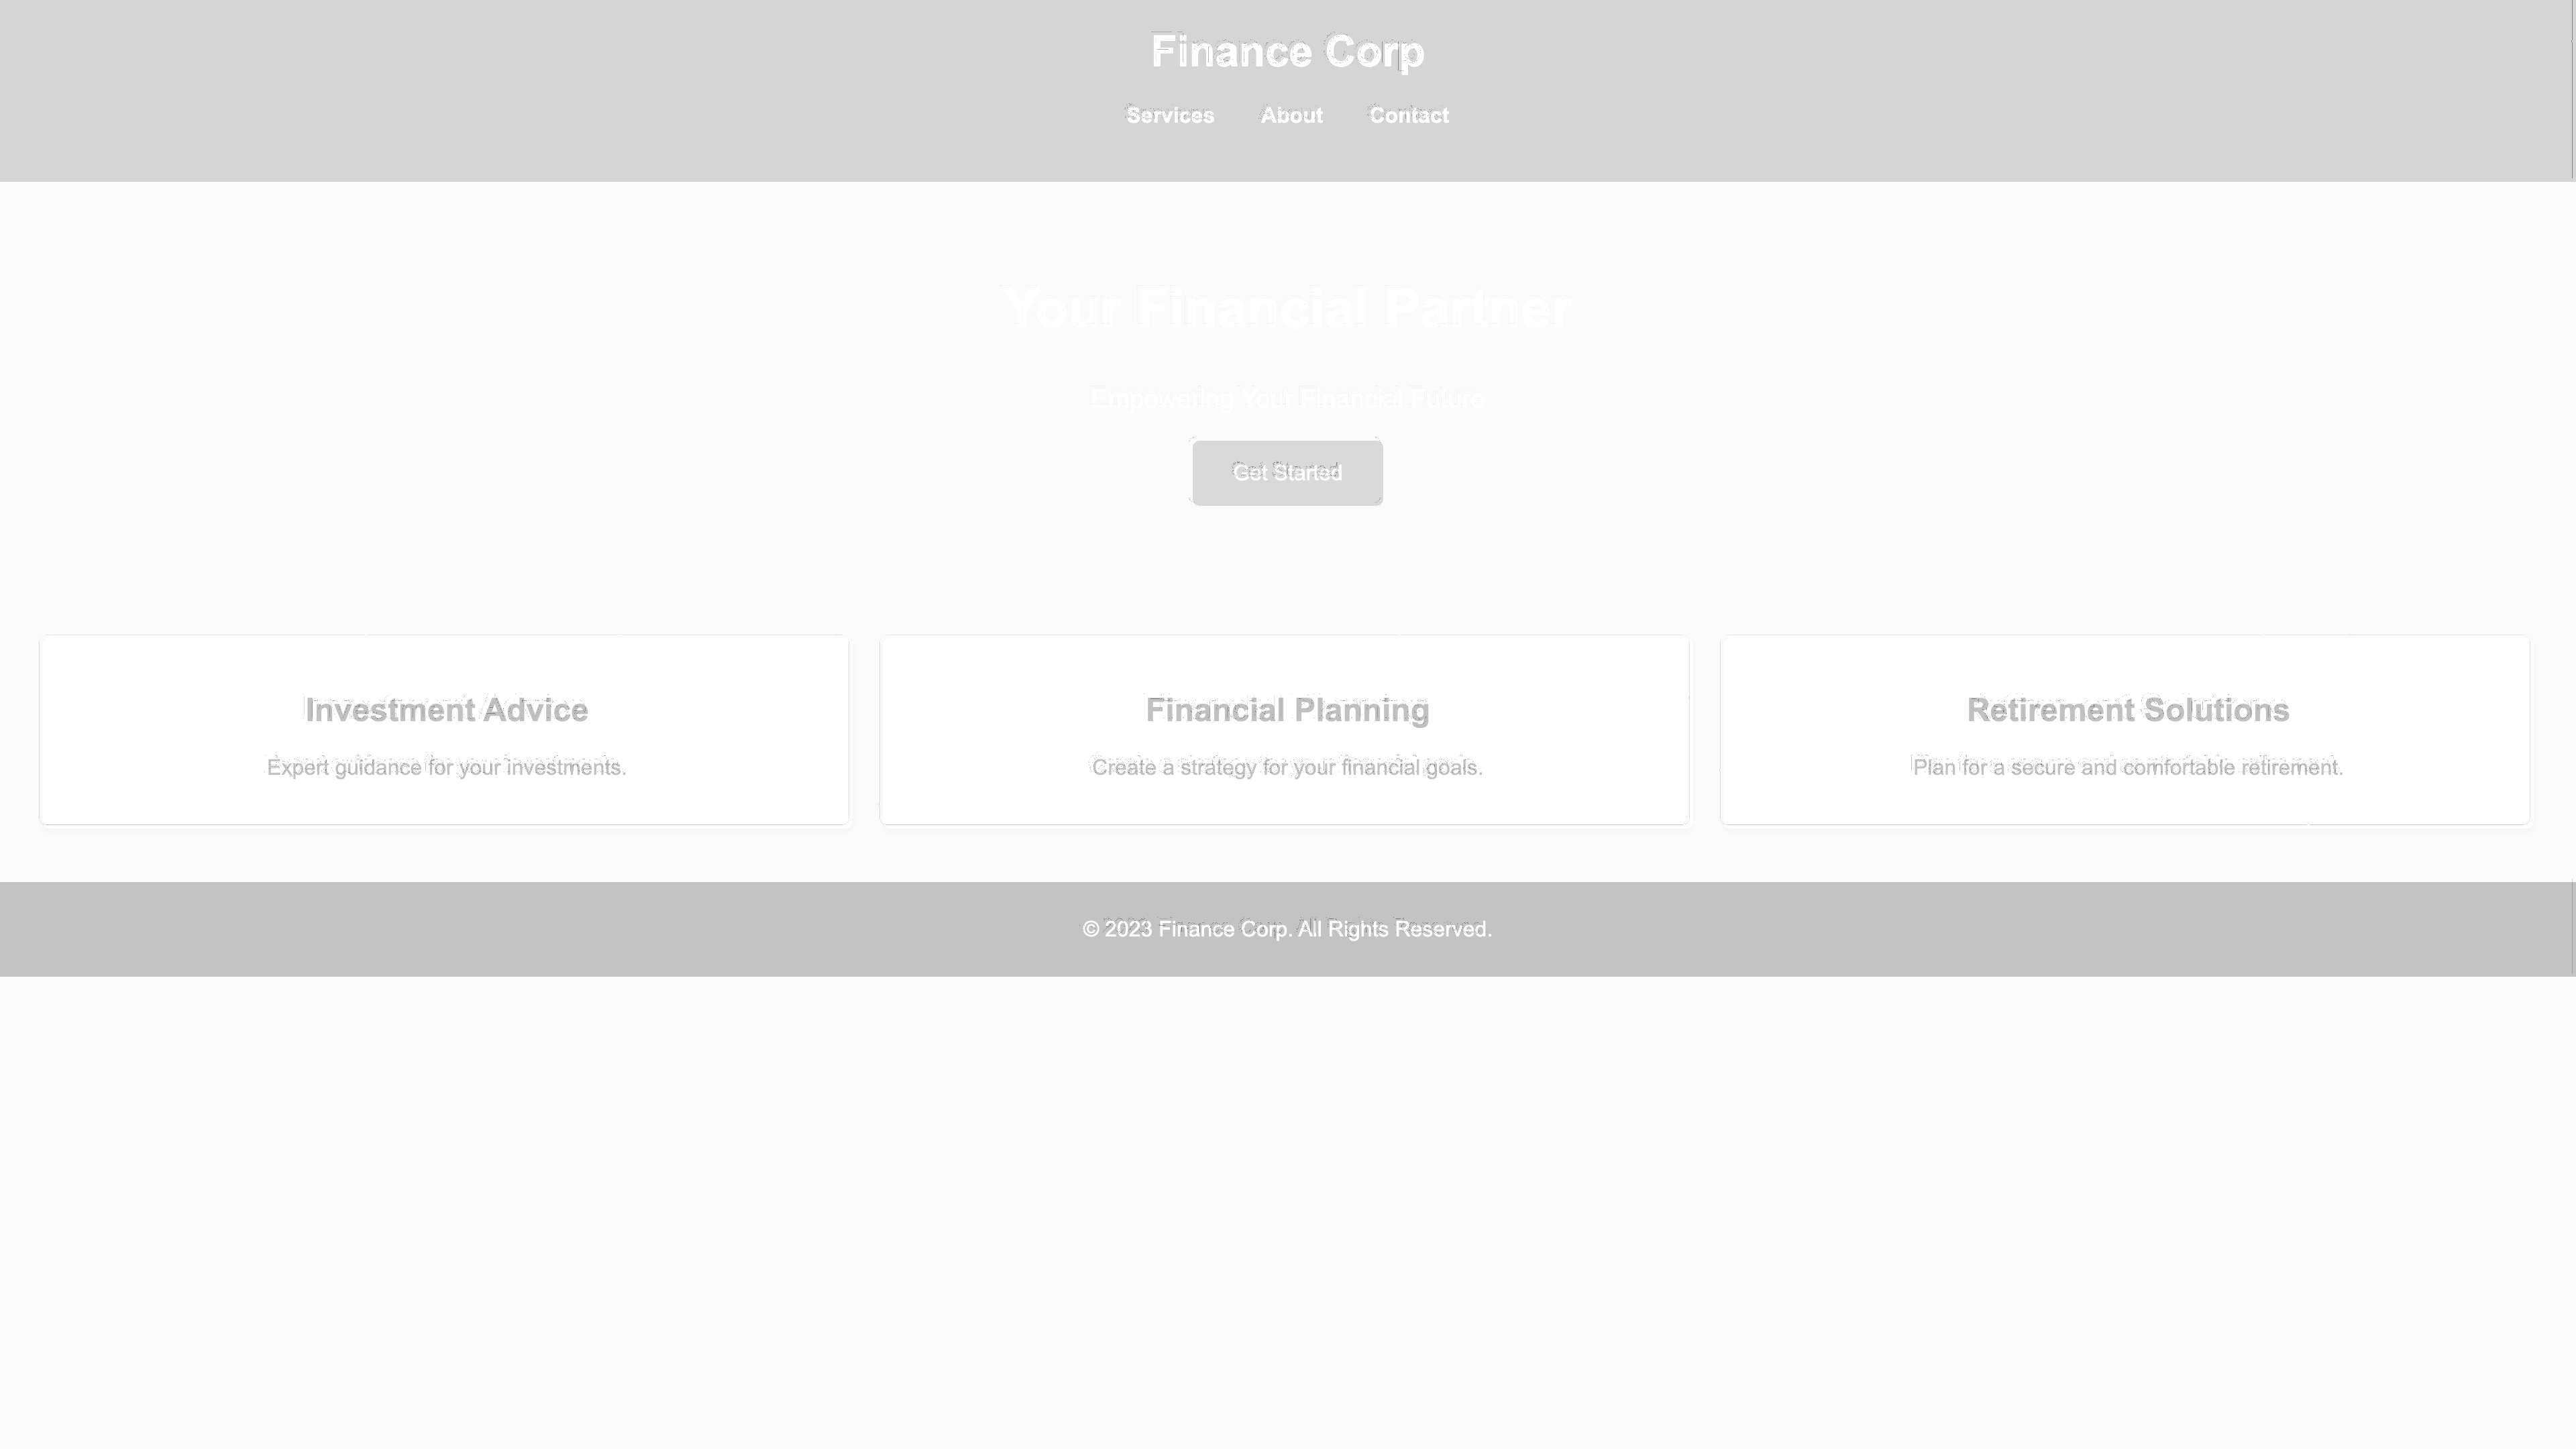 Finance Corp
Services About Contact
Your Financial Partner
Empowering Your Financial Future
Get Started
Investment Advice
Expert guidance for your investments.
Financial Planning
Create a strategy for your financial goals.
Retirement Solutions
Plan for a secure and comfortable retirement.
© 2023 Finance Corp. All Rights Reserved.